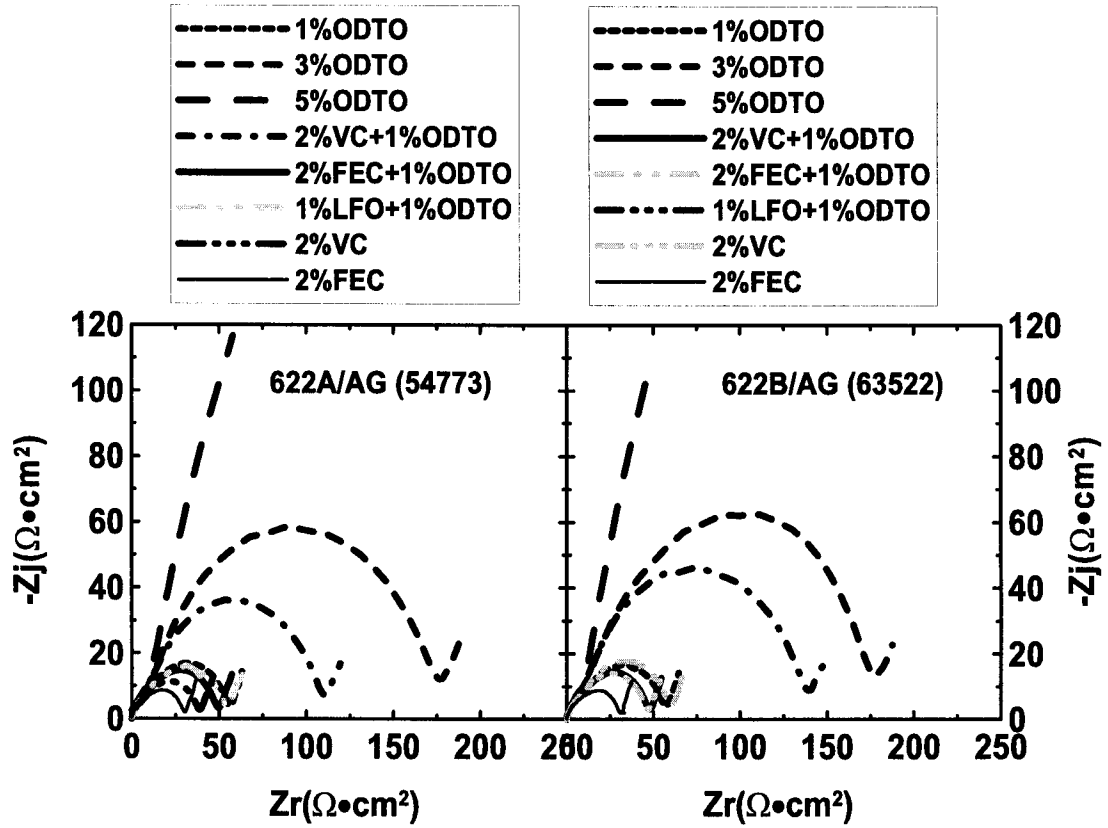 1%ODTO
3%ODTO
5%ODTO
2%VC+1%ODTO
2%FEC+1%ODTO
1%LFO+1%ODTO
2%VC
2%FEC
1%ODTO
3%ODTO
5%ODTO
2%VC+1%ODTO
2%FEC+1%ODTO
1%LFO+1%ODTO
2%VC
2%FEC
120
100
80
60
40
20
0
-Zj(Ω•cm²)
622A/AG (54773)
622B/AG (63522)
120
100
80
60
40
20
0
-Zj(Ω•cm²)
0 50 100 150 200 0 50 100 150 200 250
Zr(Ω•cm²)
Zr(Ω•cm²)